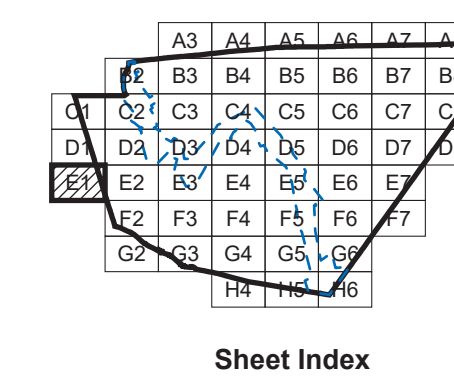 A3 A4 A5 A6 A7 A
B2 B3 B4 B5 B6 B7 B
C1 C2 C3 C4 C5 C6 C7 C
D1 D2 D3 D4 D5 D6 D7 D
E1 E2 E3 E4 E5 E6 E7
F2 F3 F4 F5 F6 F7
G2 G3 G4 G5 G6
H4 H5 H6
Sheet Index